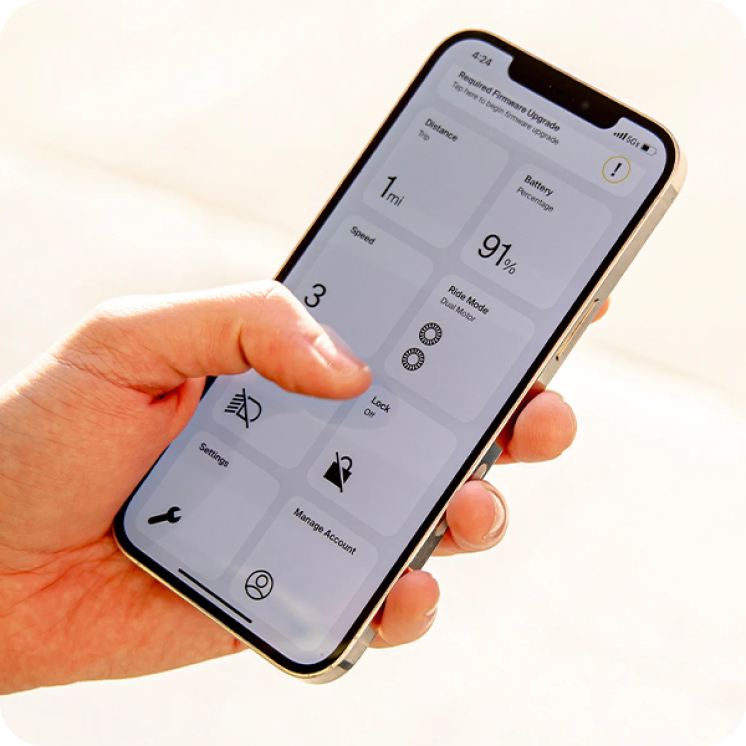 4:24
5G
Required Firmware Upgrade
Tap here to begin firmware upgrade
!
Distance
Trip
1mi
Battery
Percentage
91%
Speed
3
Ride Mode
Dual Motor
Lock
Off
Settings
Manage Account